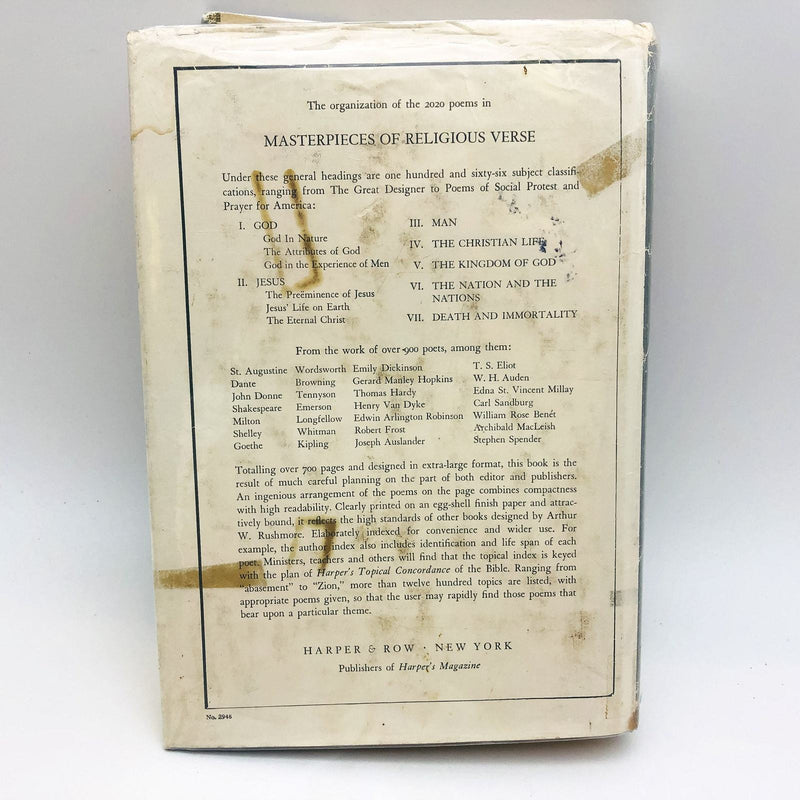 The organization of the 2020 poems in
MASTERPIECES OF RELIGIOUS VERSE
Under these general headings are one hundred and sixty-six subject classifi-
cations, ranging from The Great Designer to Poems of Social Protest and
Prayer for America:
I. GOD
God In Nature
The Attributes of God
God in the Experience of Men
II. JESUS
The Preëminence of Jesus
Jesus' Life on Earth
The Eternal Christ
III. MAN
IV. THE CHRISTIAN LIFE
V. THE KINGDOM OF GOD
VI. THE NATION AND THE
NATIONS
VII. DEATH AND IMMORTALITY
From the work of over 900 poets, among them:
St. Augustine
Dante
John Donne
Shakespeare
Milton
Shelley
Goethe
Wordsworth
Browning
Tennyson
Emerson
Longfellow
Whitman
Kipling
Emily Dickinson
Gerard Manley Hopkins
Thomas Hardy
Henry Van Dyke
Edwin Arlington Robinson
Robert Frost
Joseph Auslander
T. S. Eliot
W. H. Auden
Edna St. Vincent Millay
Carl Sandburg
William Rose Benét
Archibald MacLeish
Stephen Spender
Totalling over 700 pages and designed in extra-large format, this book is the
result of much careful planning on the part of both editor and publishers.
An ingenious arrangement of the poems on the page combines compactness
with high readability. Clearly printed on an egg-shell finish paper and attrac-
tively bound, it reflects the high standards of other books designed by Arthur
W. Rushmore. Elaborately indexed for convenience and wider use. For
example, the author index also includes identification and life span of each
poet. Ministers, teachers and others will find that the topical index is keyed
with the plan of Harper's Topical Concordance of the Bible. Ranging from
"abasement" to "Zion," more than twelve hundred topics are listed, with
appropriate poems given, so that the user may rapidly find those poems that
bear upon a particular theme.
HARPER & ROW · NEW YORK
Publishers of Harper's Magazine
No. 2948